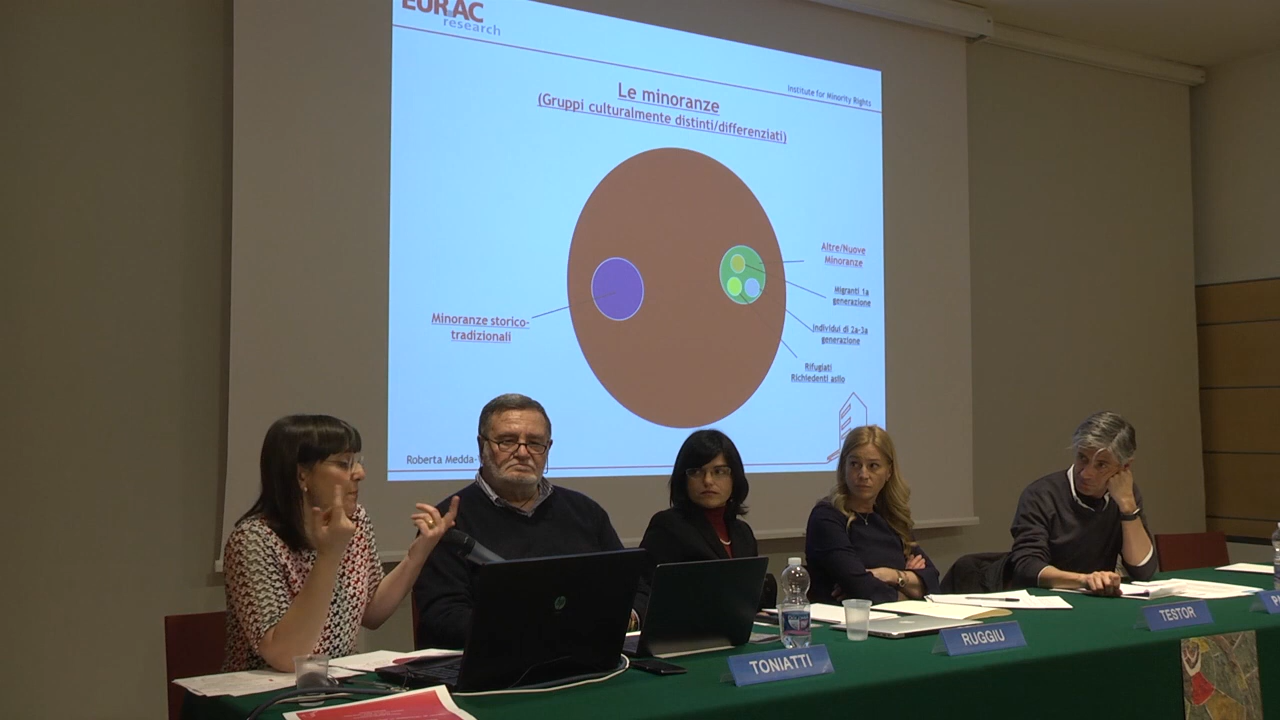 EURAC
research
Institute for Minority Rights
Le minoranze
(Gruppi culturalmente distinti/differenziati)
Altre/Nuove
Minoranze
Migranti 1a
generazione
Minoranze storico-
tradizionali
Individui di 2a-3a
generazione
Rifugiati
Richiedenti asilo
Roberta Medda-
hp
TONIATTI
RUGGIU
TESTOR